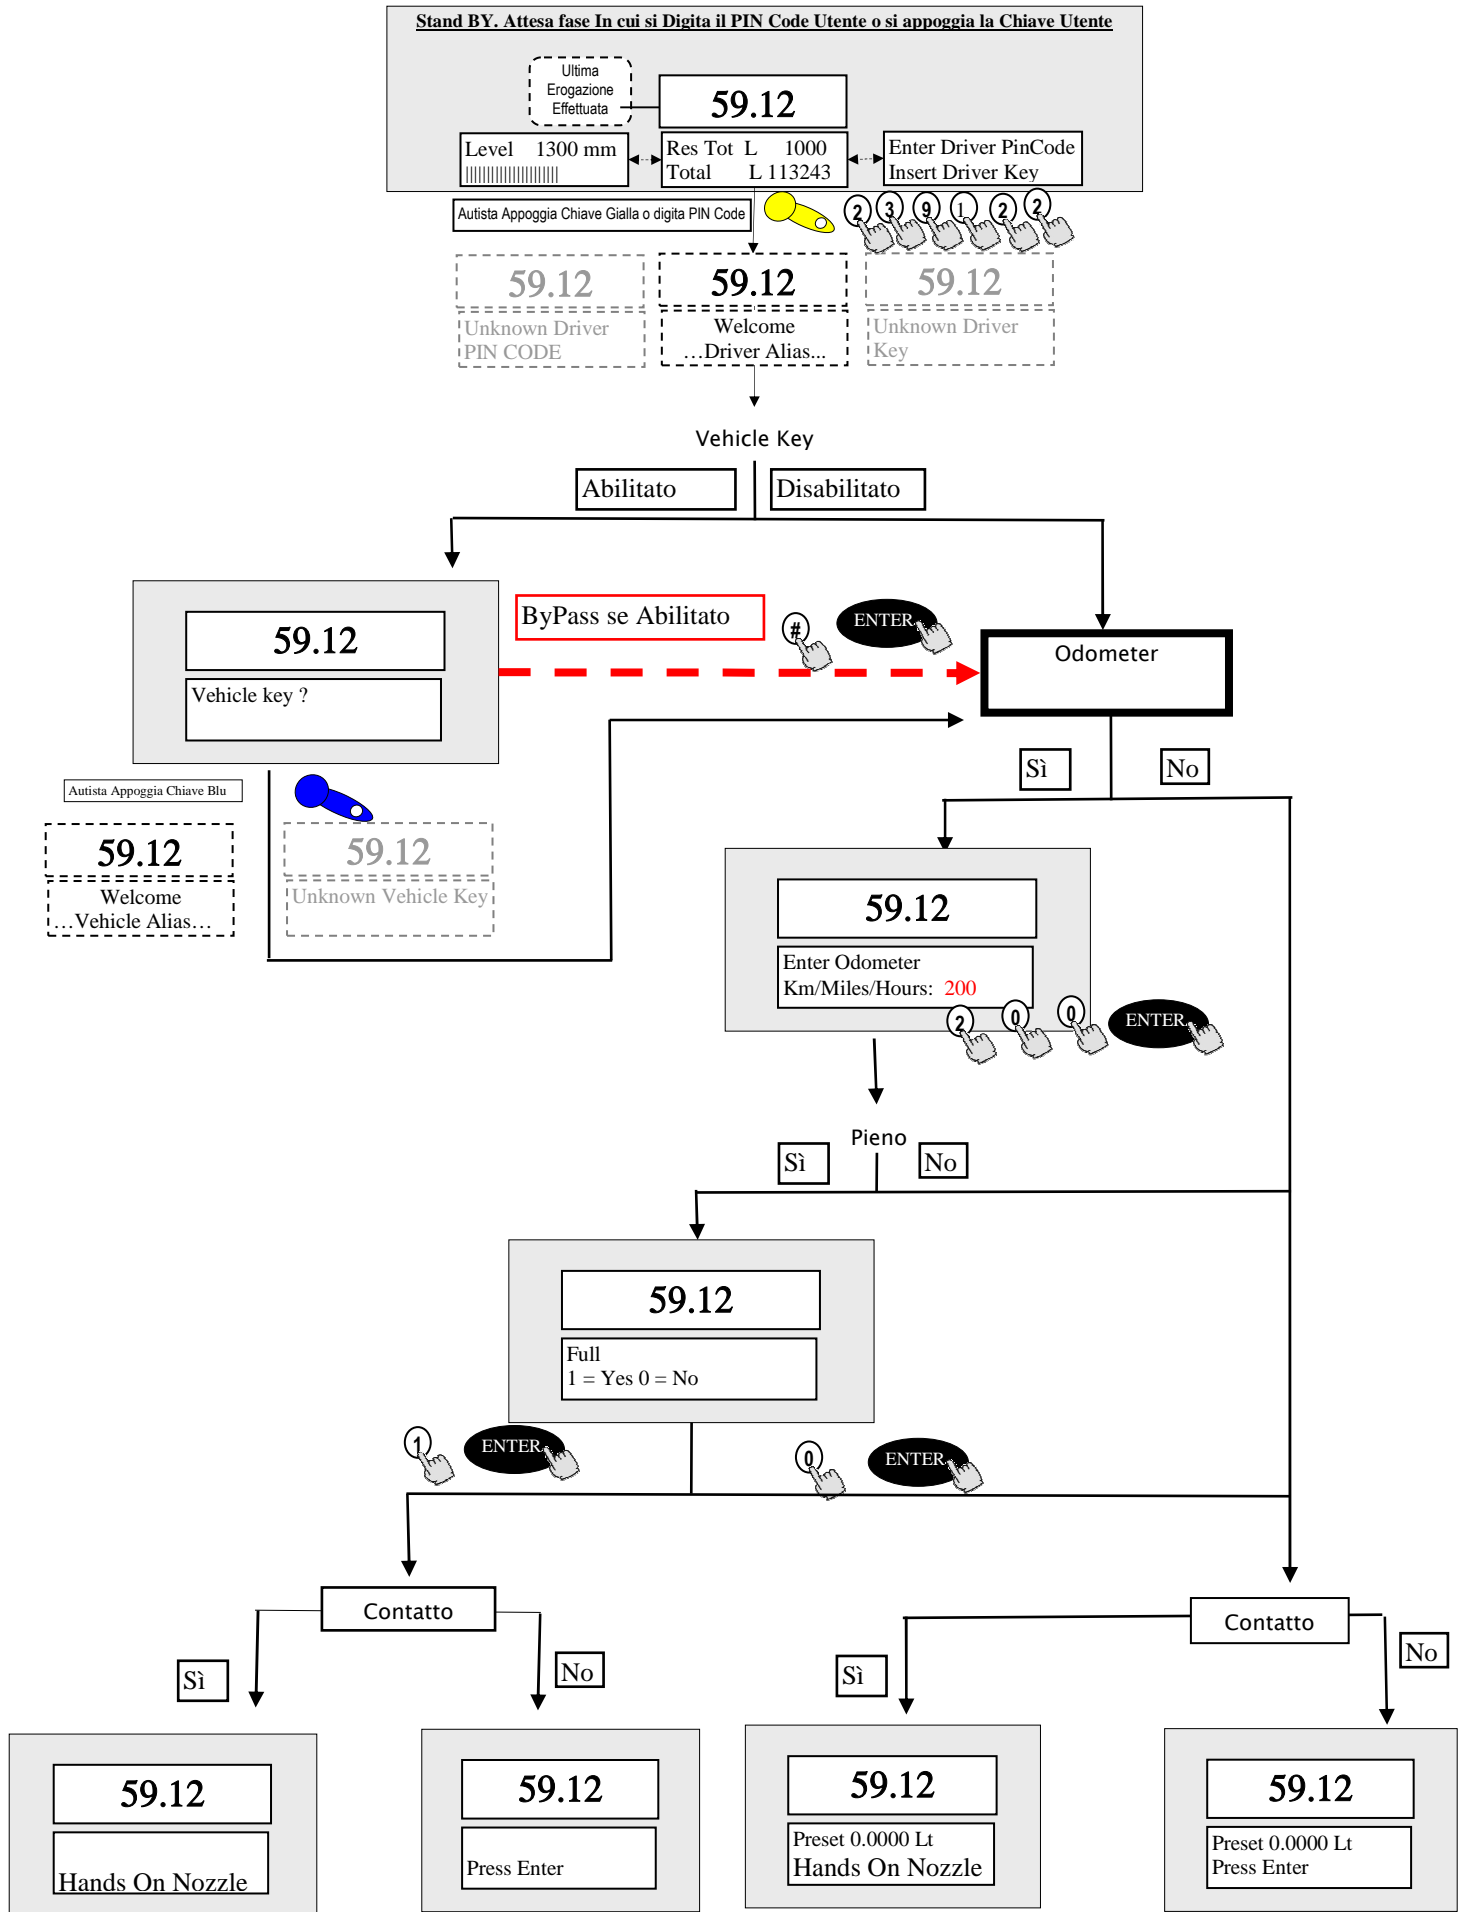 Stand BY. Attesa fase In cui si Digita il PIN Code Utente o si appoggia la Chiave Utente
Ultima
Erogazione
Effettuata
59.12
Level 1300 mm
|||||||||||||||||||||
Res Tot L 1000
Total L 113243
Enter Driver PinCode
Insert Driver Key
Autista Appoggia Chiave Gialla o digita PIN Code
2 3 9 1 2 2
59.12
Unknown Driver
PIN CODE
59.12
Welcome
…Driver Alias...
59.12
Unknown Driver
Key
Vehicle Key
Abilitato
Disabilitato
59.12
Vehicle key ?
ByPass se Abilitato
#
ENTER
Odometer
Sì
No
Autista Appoggia Chiave Blu
59.12
Welcome
…Vehicle Alias…
59.12
Unknown Vehicle Key
59.12
Enter Odometer
Km/Miles/Hours: 200
2 0 0
ENTER
Pieno
Sì
No
59.12
Full
1 = Yes 0 = No
1
ENTER
0
ENTER
Contatto
Sì
No
Contatto
Sì
No
59.12
Hands On Nozzle
59.12
Press Enter
59.12
Preset 0.0000 Lt
Hands On Nozzle
59.12
Preset 0.0000 Lt
Press Enter